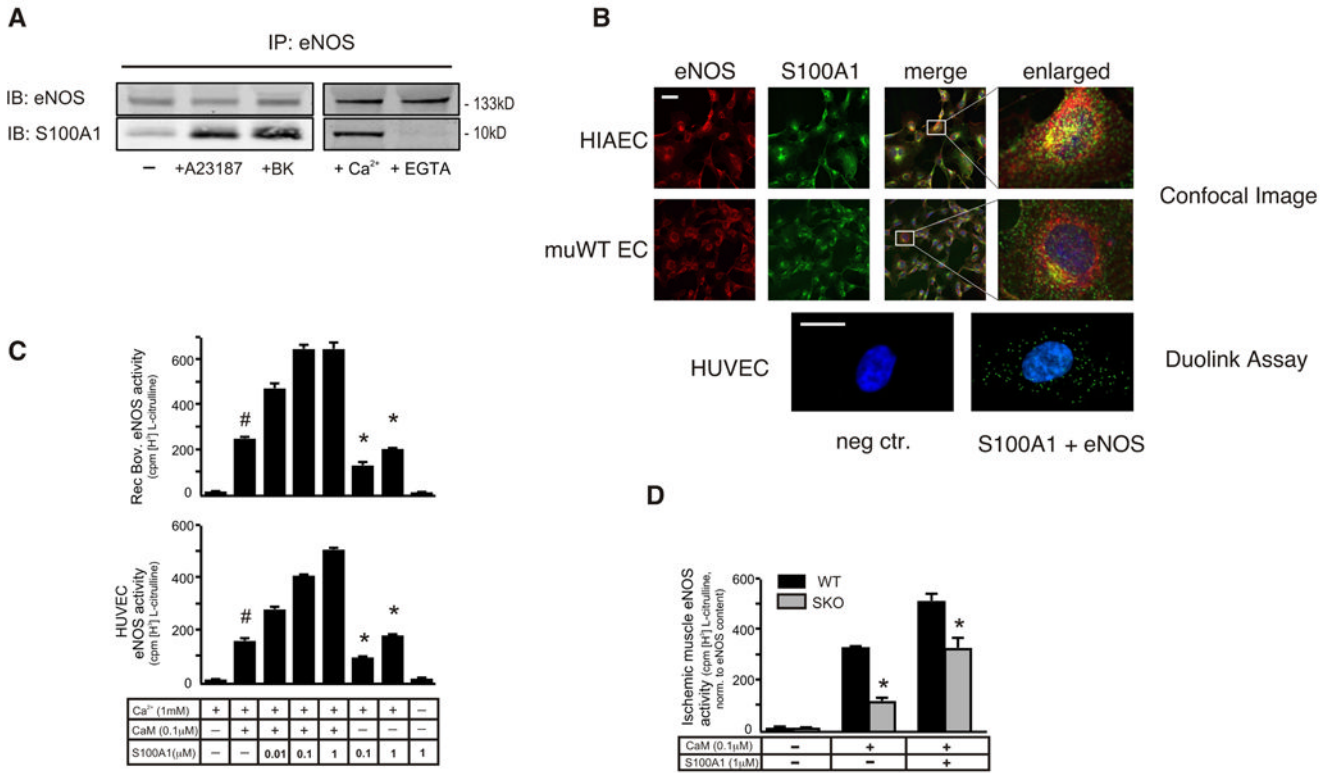 A
IP: eNOS
IB: eNOS
- 133kD
IB: S100A1
- 10kD
– +A23187 +BK + Ca²⁺ + EGTA
B
eNOS S100A1 merge enlarged
HIAEC
muWT EC
Confocal Image
HUVEC
Duolink Assay
neg ctr. S100A1 + eNOS
C
Rec Bov. eNOS activity
(cpm [H³] L-citrulline)
600
400
200
0
# * *
HUVEC
eNOS activity
(cpm [H³] L-citrulline)
600
400
200
0
# * *
Ca²⁺ (1mM) + + + + + + + –
CaM (0.1µM) – + + + + – – –
S100A1(µM) – – 0.01 0.1 1 0.1 1 1
D
Ischemic muscle eNOS
activity (cpm [H³] L-citrulline,
norm. to eNOS content)
600
400
200
0
WT
SKO
* *
CaM (0.1µM) – + +
S100A1 (1µM) – – +